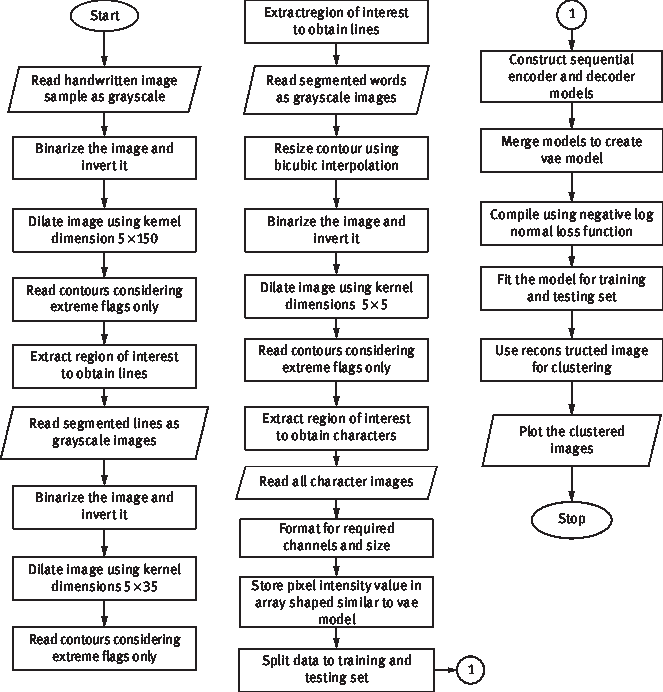 Start
Read handwritten image
sample as grayscale
Binarize the image and
invert it
Dilate image using kernel
dimension 5×150
Read contours considering
extreme flags only
Extract region of interest
to obtain lines
Read segmented lines as
grayscale images
Binarize the image and
invert it
Dilate image using kernel
dimensions 5×35
Read contours considering
extreme flags only
Extractregion of interest
to obtain lines
Read segmented words
as grayscale images
Resize contour using
bicubic interpolation
Binarize the image and
invert it
Dilate image using kernel
dimensions 5×5
Read contours considering
extreme flags only
Extract region of interest
to obtain characters
Read all character images
Format for required
channels and size
Store pixel intensity value in
array shaped similar to vae
model
Split data to training and
testing set
1
1
Construct sequential
encoder and decoder
models
Merge models to create
vae model
Compile using negative log
normal loss function
Fit the model for training
and testing set
Use recons tructed image
for clustering
Plot the clustered
images
Stop